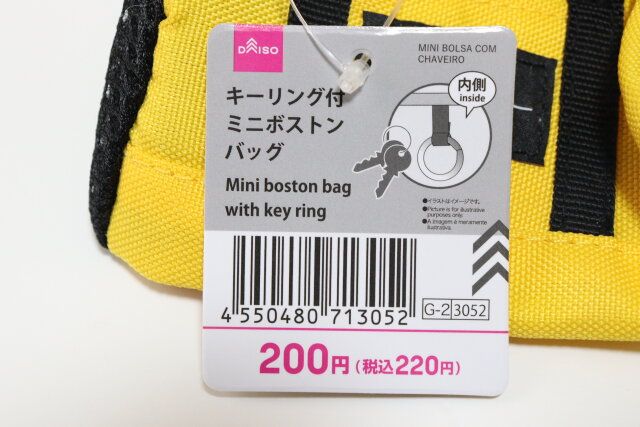 DAISO
MINI BOLSA COM
CHAVEIRO
キーリング付
ミニボストン
バッグ
Mini boston bag
with key ring
内側
inside
●イラストはイメージです。
●Picture is for illustrative
purposes only.
●A imagem é meramente
ilustrativa.
4 550480 713052
G-2 3052
200円(税込220円)